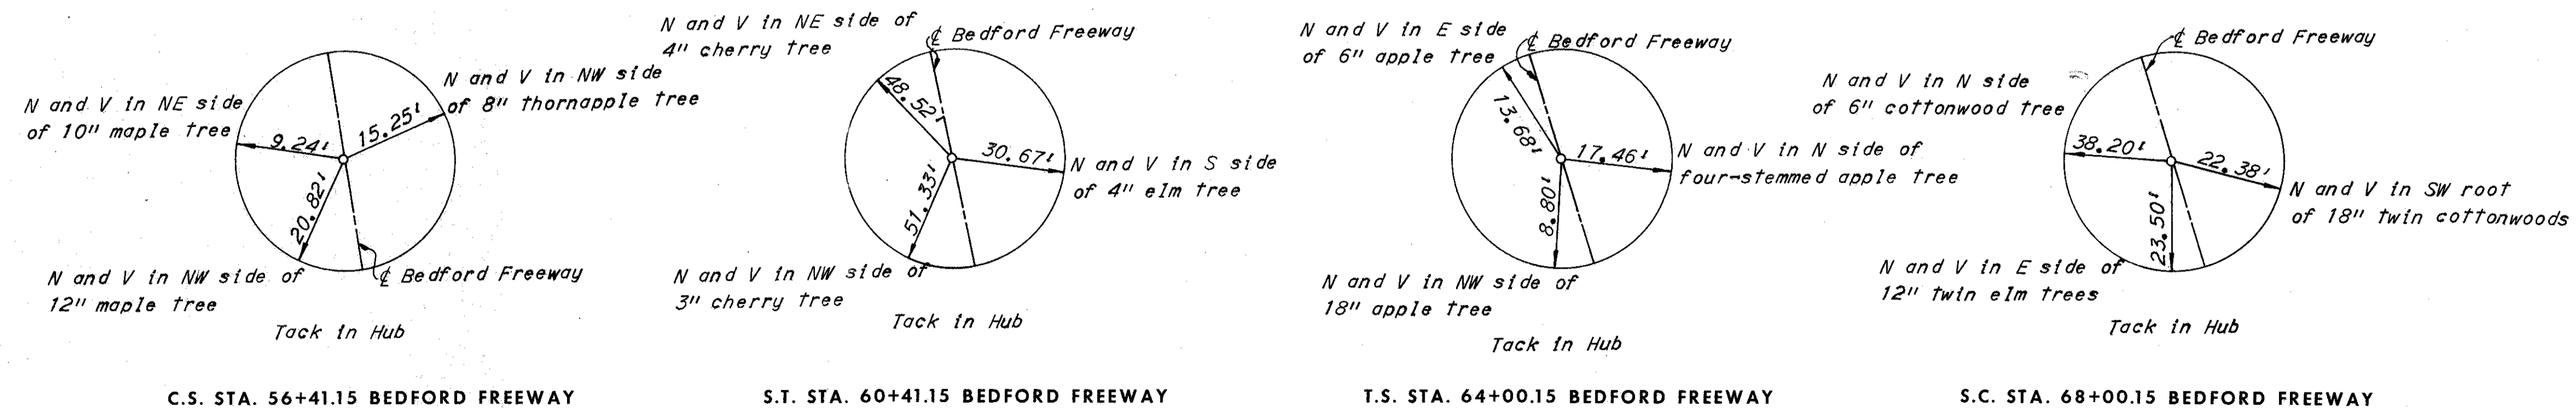 N and V in NE side
of 10" maple tree
N and V in NW side
of 8" thornapple tree
9.24'
15.25'
20.82'
℄ Bedford Freeway
N and V in NW side of
12" maple tree
Tack in Hub
C.S. STA. 56+41.15 BEDFORD FREEWAY
N and V in NE side of
4" cherry tree
℄ Bedford Freeway
48.52'
30.67'
51.33'
N and V in S side
of 4" elm tree
N and V in NW side of
3" cherry tree
Tack in Hub
S.T. STA. 60+41.15 BEDFORD FREEWAY
N and V in E side
of 6" apple tree
℄ Bedford Freeway
13.68'
17.46'
8.80'
N and V in N side of
four-stemmed apple tree
N and V in NW side of
18" apple tree
Tack in Hub
T.S. STA. 64+00.15 BEDFORD FREEWAY
℄ Bedford Freeway
N and V in N side
of 6" cottonwood tree
38.20'
22.38'
23.50'
N and V in SW root
of 18" twin cottonwoods
N and V in E side of
12" twin elm trees
Tack in Hub
S.C. STA. 68+00.15 BEDFORD FREEWAY